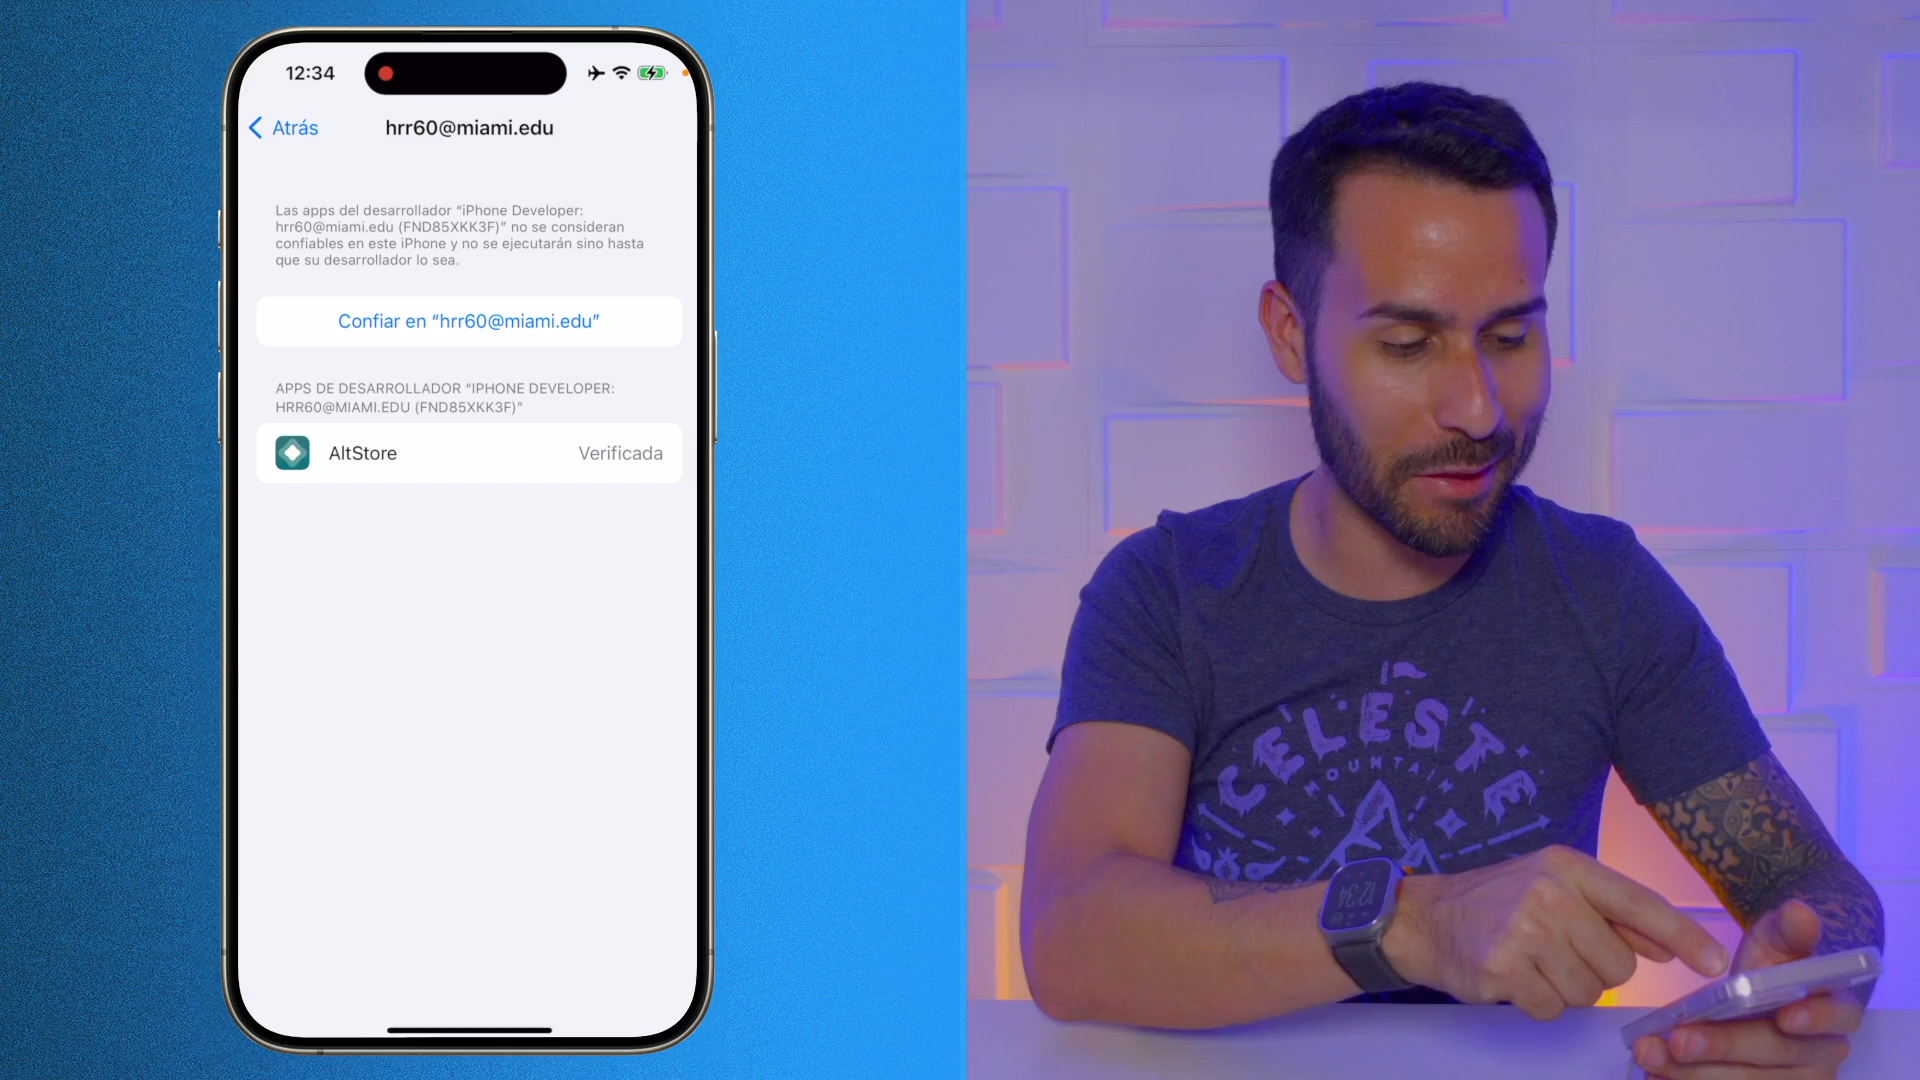 12:34
Atrás
hrr60@miami.edu
Las apps del desarrollador “iPhone Developer:
hrr60@miami.edu (FND85XKK3F)” no se consideran
confiables en este iPhone y no se ejecutarán sino hasta
que su desarrollador lo sea.
Confiar en “hrr60@miami.edu”
APPS DE DESARROLLADOR “IPHONE DEVELOPER:
HRR60@MIAMI.EDU (FND85XKK3F)”
AltStore
Verificada
CELESTE
MOUNTAIN
12:34